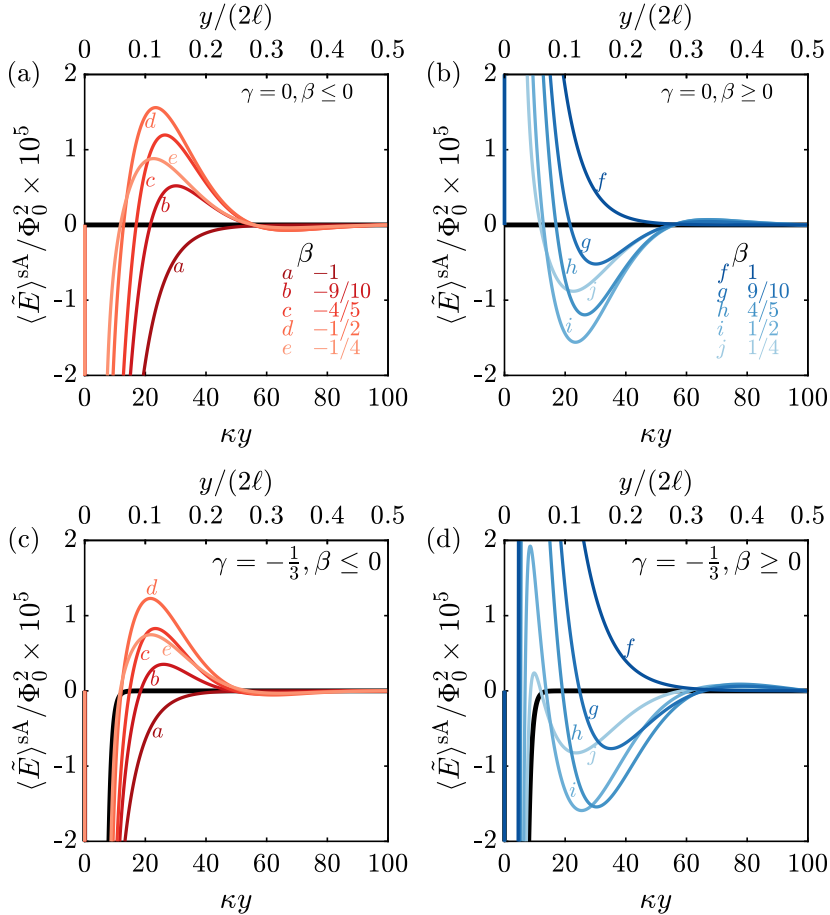 y/(2ℓ)
0 0.1 0.2 0.3 0.4 0.5
(a)
γ = 0, β ≤ 0
2
1
0
-1
-2
⟨Ẽ⟩^sA/Φ₀² × 10⁵
d
e
c
b
a
β
a −1
b −9/10
c −4/5
d −1/2
e −1/4
0 20 40 60 80 100
κy
y/(2ℓ)
0 0.1 0.2 0.3 0.4 0.5
(b)
γ = 0, β ≥ 0
2
1
0
-1
-2
⟨Ẽ⟩^sA/Φ₀² × 10⁵
f
g
h
j
i
β
f 1
g 9/10
h 4/5
i 1/2
j 1/4
0 20 40 60 80 100
κy
y/(2ℓ)
0 0.1 0.2 0.3 0.4 0.5
(c)
γ = −1/3, β ≤ 0
2
1
0
-1
-2
⟨Ẽ⟩^sA/Φ₀² × 10⁵
d
c
e
b
a
0 20 40 60 80 100
κy
y/(2ℓ)
0 0.1 0.2 0.3 0.4 0.5
(d)
γ = −1/3, β ≥ 0
2
1
0
-1
-2
⟨Ẽ⟩^sA/Φ₀² × 10⁵
f
g
h
j
i
0 20 40 60 80 100
κy